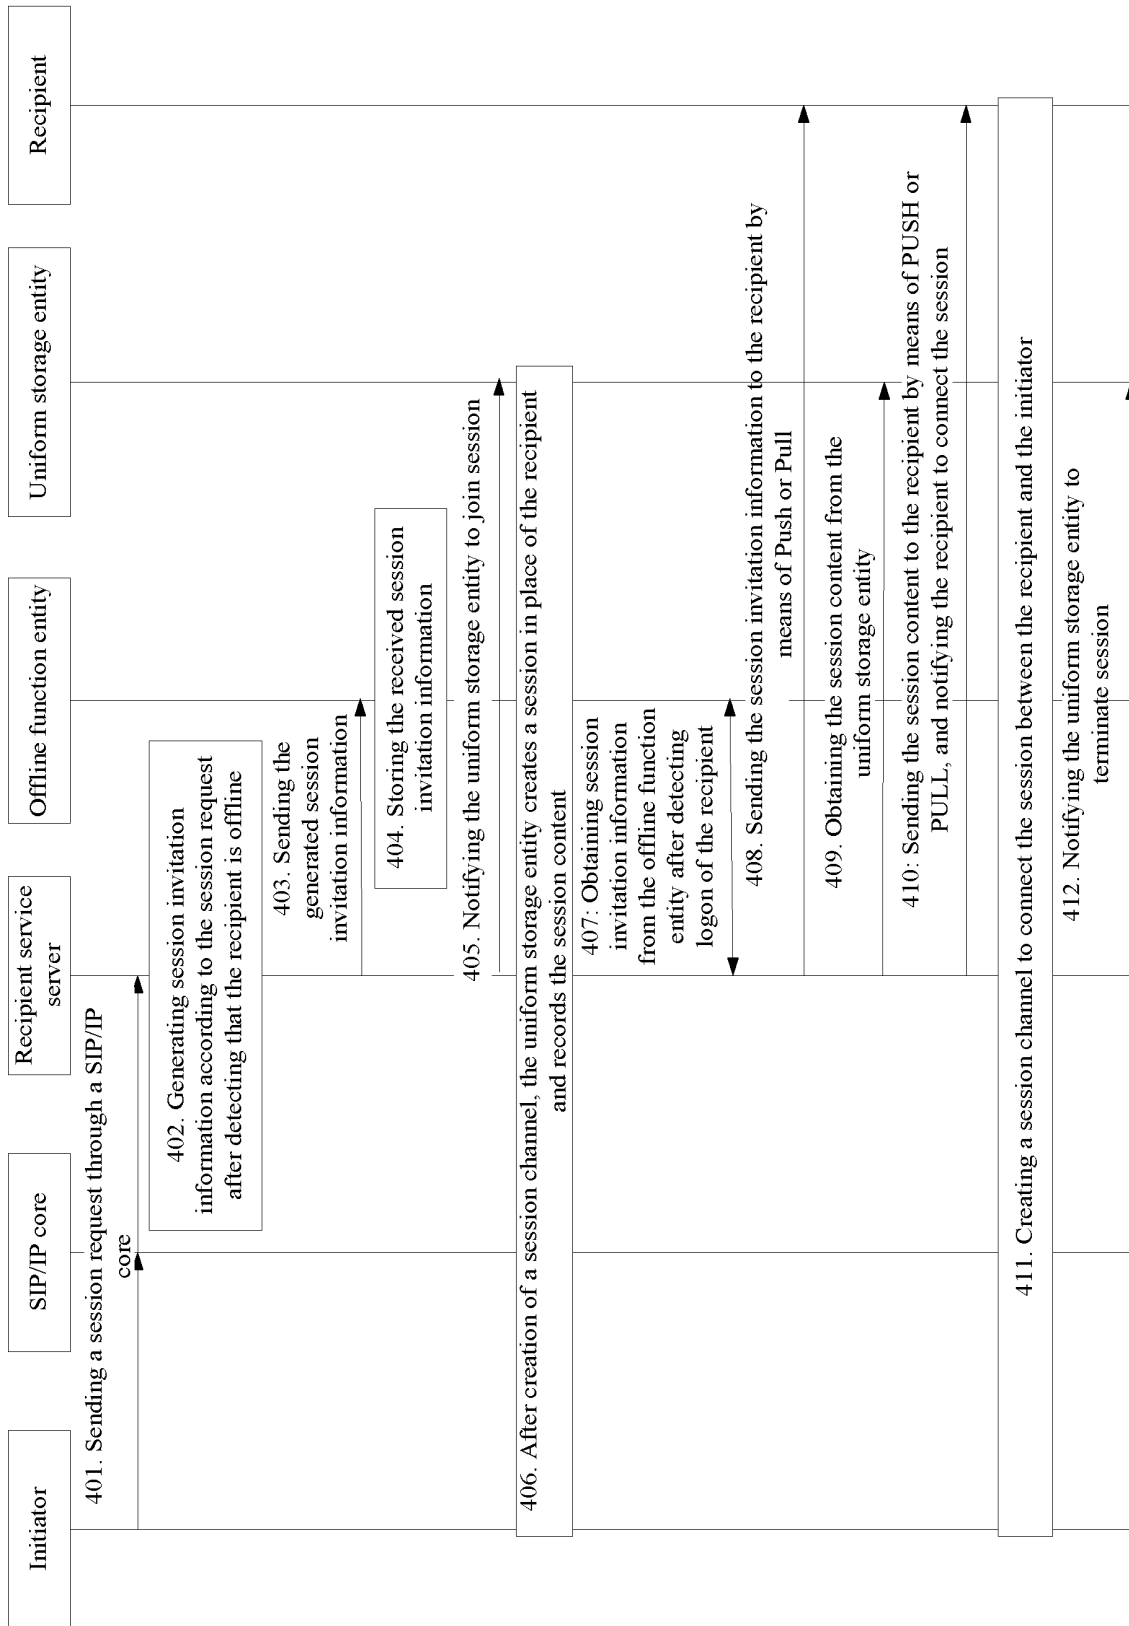 Initiator
SIP/IP core
Recipient service
server
Offline function entity
Uniform storage entity
Recipient
401. Sending a session request through a SIP/IP
core
402. Generating session invitation
information according to the session request
after detecting that the recipient is offline
403. Sending the
generated session
invitation information
404. Storing the received session
invitation information
405. Notifying the uniform storage entity to join session
406. After creation of a session channel, the uniform storage entity creates a session in place of the recipient
and records the session content
407: Obtaining session
invitation information
from the offline function
entity after detecting
logon of the recipient
408. Sending the session invitation information to the recipient by
means of Push or Pull
409. Obtaining the session content from the
uniform storage entity
410: Sending the session content to the recipient by means of PUSH or
PULL, and notifying the recipient to connect the session
411. Creating a session channel to connect the session between the recipient and the initiator
412. Notifying the uniform storage entity to
terminate session